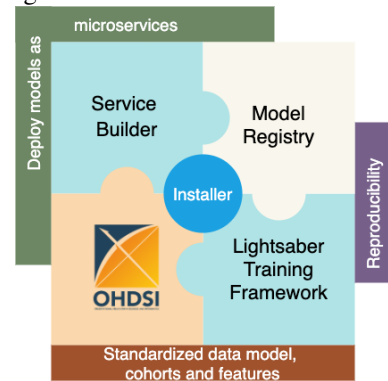 microservices
Deploy models as
Service
Builder
Model
Registry
Installer
Reproducibility
OHDSI
Lightsaber
Training
Framework
Standardized data model,
cohorts and features